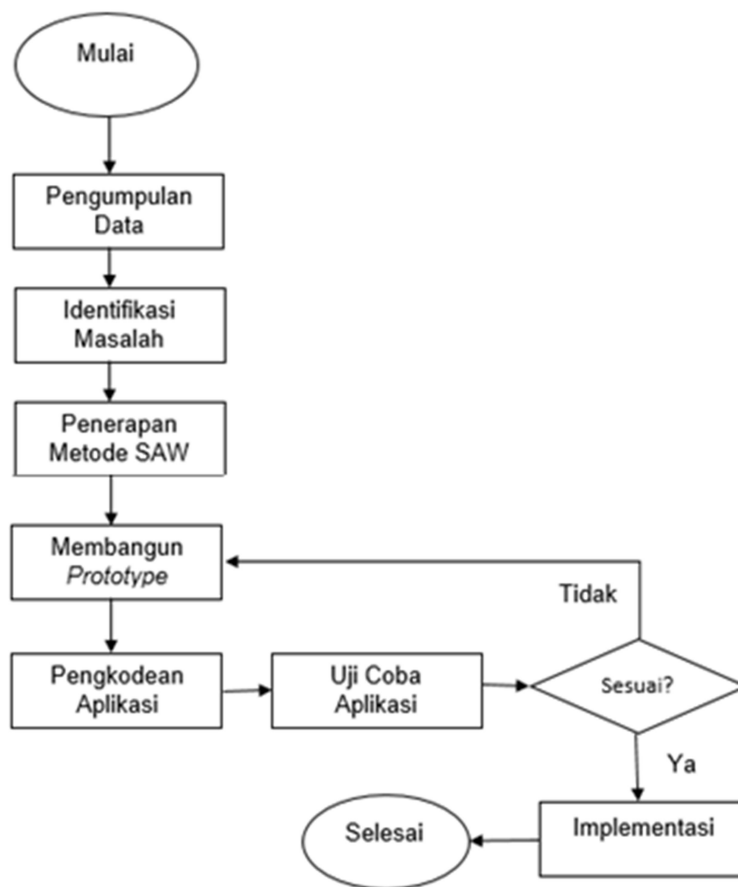 Mulai
Pengumpulan
Data
Identifikasi
Masalah
Penerapan
Metode SAW
Membangun
Prototype
Pengkodean
Aplikasi
Uji Coba
Aplikasi
Sesuai?
Tidak
Ya
Implementasi
Selesai